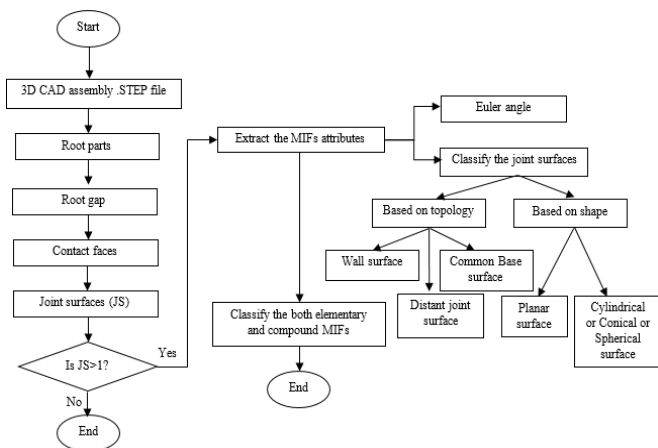 Start
3D CAD assembly .STEP file
Root parts
Root gap
Contact faces
Joint surfaces (JS)
Is JS>1?
Yes
No
End
Extract the MIFs attributes
Euler angle
Classify the joint surfaces
Based on topology
Based on shape
Wall surface
Common Base
surface
Distant joint
surface
Planar
surface
Cylindrical
or Conical or
Spherical
surface
Classify the both elementary
and compound MIFs
End